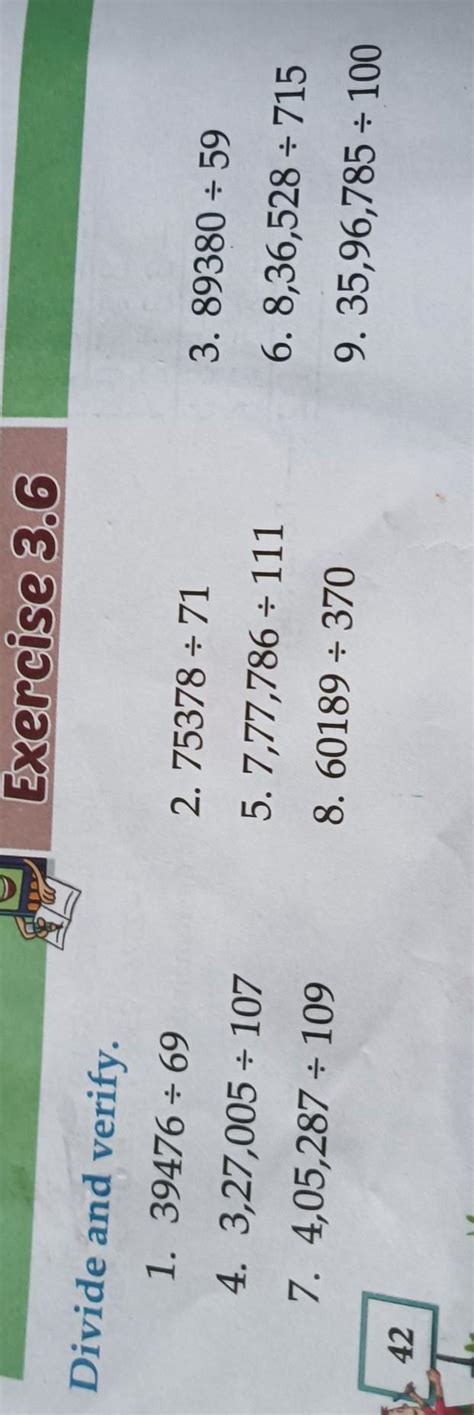 Exercise 3.6
Divide and verify.
1. 39476 ÷ 69 2. 75378 ÷ 71 3. 89380 ÷ 59
4. 3,27,005 ÷ 107 5. 7,77,786 ÷ 111 6. 8,36,528 ÷ 715
7. 4,05,287 ÷ 109 8. 60189 ÷ 370 9. 35,96,785 ÷ 100
42